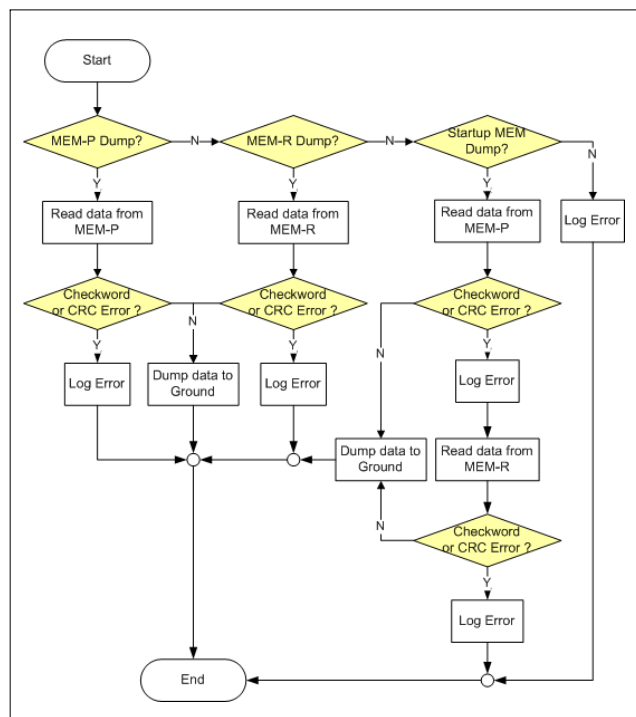 Start
MEM-P Dump?
N
MEM-R Dump?
N
Startup MEM
Dump?
N
Y
Y
Y
Read data from
MEM-P
Read data from
MEM-R
Read data from
MEM-P
Log Error
Checkword
or CRC Error ?
Checkword
or CRC Error ?
Checkword
or CRC Error ?
N
Y
Y
N
Y
Log Error
Dump data to
Ground
Log Error
Log Error
Dump data to
Ground
Read data from
MEM-R
N
Checkword
or CRC Error ?
Y
Log Error
End